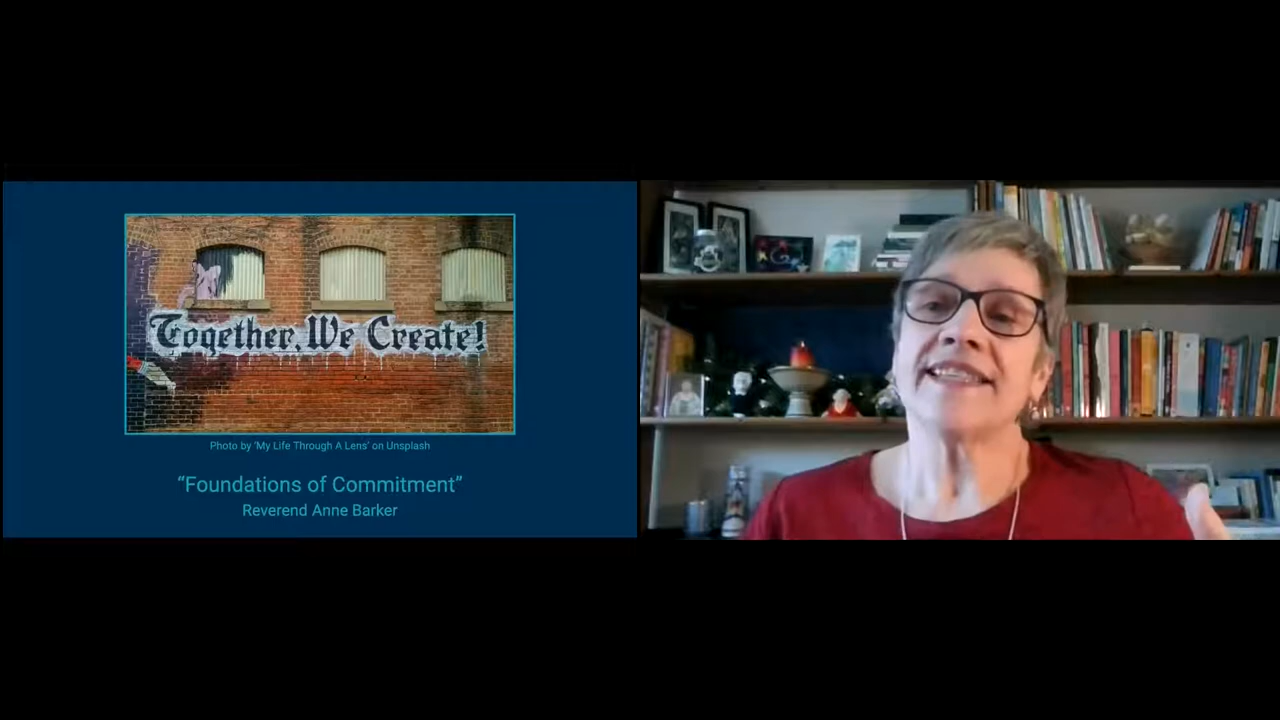 Together, We Create!
Photo by ‘My Life Through A Lens’ on Unsplash
“Foundations of Commitment”
Reverend Anne Barker